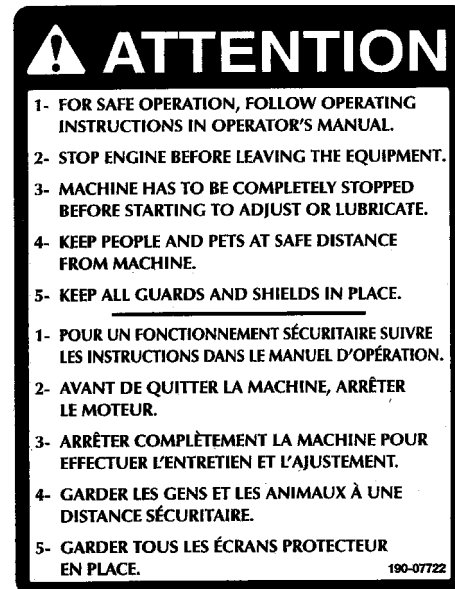 ATTENTION
1- FOR SAFE OPERATION, FOLLOW OPERATING
INSTRUCTIONS IN OPERATOR'S MANUAL.
2- STOP ENGINE BEFORE LEAVING THE EQUIPMENT.
3- MACHINE HAS TO BE COMPLETELY STOPPED
BEFORE STARTING TO ADJUST OR LUBRICATE.
4- KEEP PEOPLE AND PETS AT SAFE DISTANCE
FROM MACHINE.
5- KEEP ALL GUARDS AND SHIELDS IN PLACE.
1- POUR UN FONCTIONNEMENT SÉCURITAIRE SUIVRE
LES INSTRUCTIONS DANS LE MANUEL D'OPÉRATION.
2- AVANT DE QUITTER LA MACHINE, ARRÊTER
LE MOTEUR.
3- ARRÊTER COMPLÈTEMENT LA MACHINE POUR
EFFECTUER L'ENTRETIEN ET L'AJUSTEMENT.
4- GARDER LES GENS ET LES ANIMAUX À UNE
DISTANCE SÉCURITAIRE.
5- GARDER TOUS LES ÉCRANS PROTECTEUR
EN PLACE. 190-07722